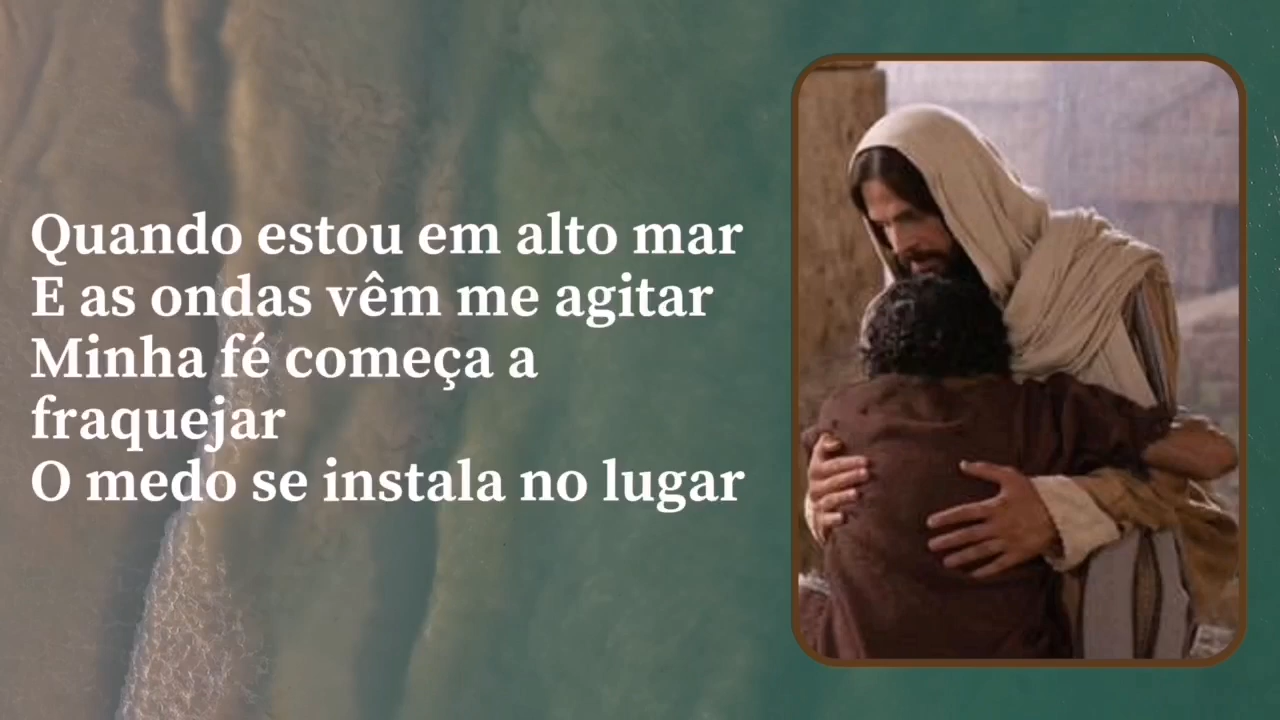 Quando estou em alto mar
E as ondas vêm me agitar
Minha fé começa a
fraquejar
O medo se instala no lugar